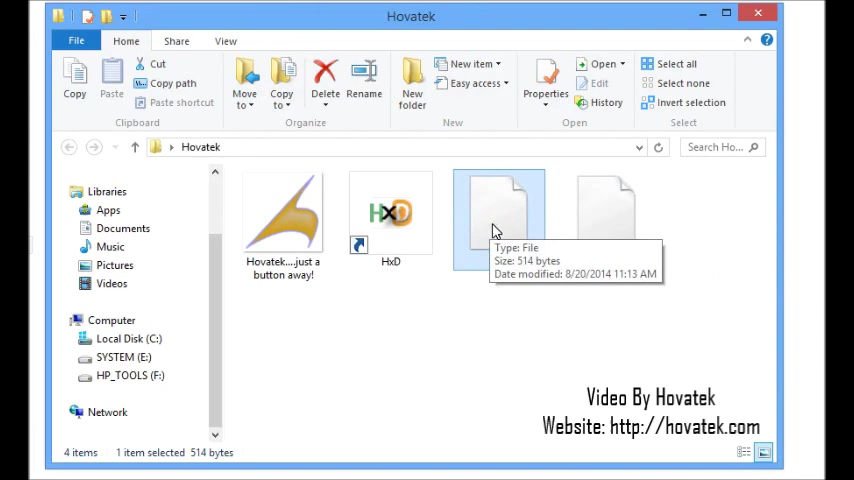 Hovatek
File
Home
Share
View
Copy
Paste
Cut
Copy path
Paste shortcut
Clipboard
Move to
Copy to
Delete
Rename
Organize
New folder
New item
Easy access
New
Properties
Open
Edit
History
Open
Select all
Select none
Invert selection
Select
Hovatek
Search Ho...
Libraries
Apps
Documents
Music
Pictures
Videos
Computer
Local Disk (C:)
SYSTEM (E:)
HP_TOOLS (F:)
Network
Hovatek....just a
button away!
HxD
HxD
Type: File
Size: 514 bytes
Date modified: 8/20/2014 11:13 AM
Video By Hovatek
Website: http://hovatek.com
4 items 1 item selected 514 bytes